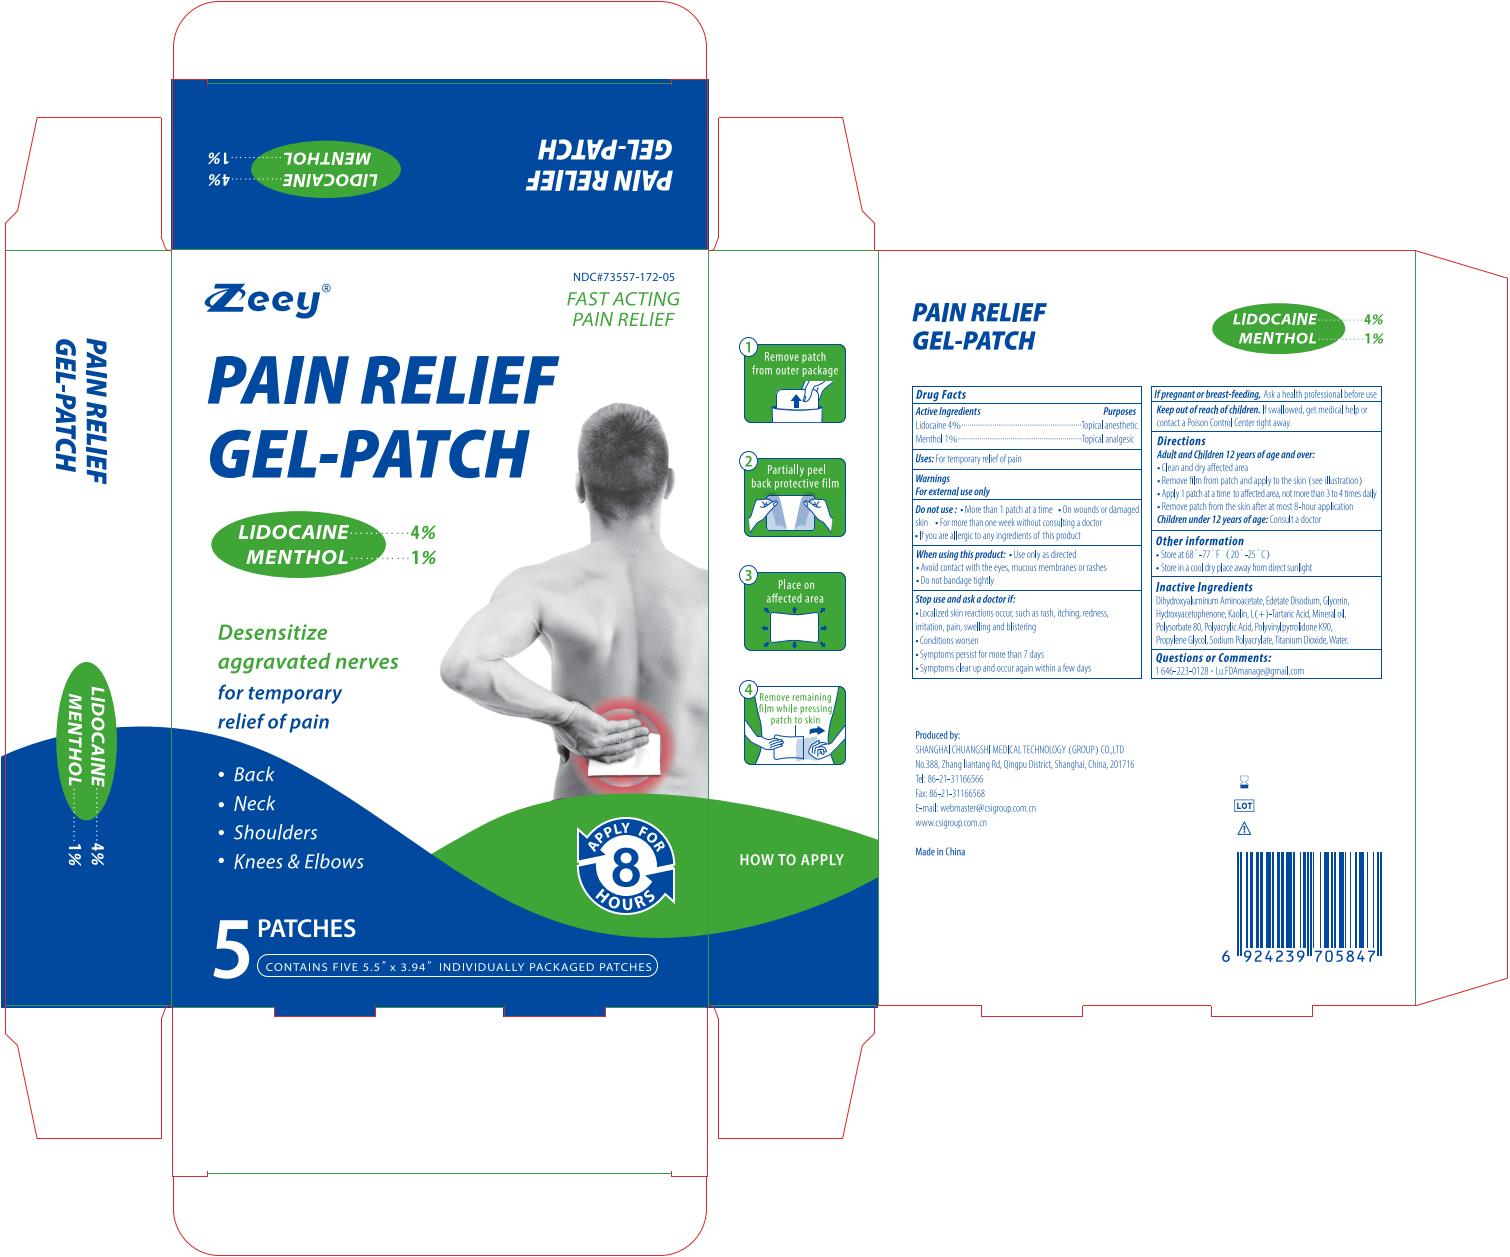 PAIN RELIEF
GEL-PATCH
LIDOCAINE 4%
MENTHOL 1%
PAIN RELIEF
GEL-PATCH
LIDOCAINE 4%
MENTHOL 1%
Zeey®
NDC#73557-172-05
FAST ACTING
PAIN RELIEF
PAIN RELIEF
GEL-PATCH
LIDOCAINE 4%
MENTHOL 1%
Desensitize
aggravated nerves
for temporary
relief of pain
• Back
• Neck
• Shoulders
• Knees & Elbows
APPLY FOR
8
HOURS
5 PATCHES
CONTAINS FIVE 5.5" x 3.94" INDIVIDUALLY PACKAGED PATCHES
1
Remove patch
from outer package
2
Partially peel
back protective film
3
Place on
affected area
4
Remove remaining
film while pressing
patch to skin
HOW TO APPLY
PAIN RELIEF
GEL-PATCH
LIDOCAINE 4%
MENTHOL 1%
Drug Facts
Active Ingredients Purposes
Lidocaine 4% Topical anesthetic
Menthol 1% Topical analgesic
Uses: For temporary relief of pain
Warnings
For external use only
Do not use : • More than 1 patch at a time • On wounds or damaged
skin • For more than one week without consulting a doctor
• If you are allergic to any ingredients of this product
When using this product: • Use only as directed
• Avoid contact with the eyes, mucous membranes or rashes
• Do not bandage tightly
Stop use and ask a doctor if:
• Localized skin reactions occur, such as rash, itching, redness,
irritation, pain, swelling and blistering
• Conditions worsen
• Symptoms persist for more than 7 days
• Symptoms clear up and occur again within a few days
If pregnant or breast-feeding, Ask a health professional before use
Keep out of reach of children. If swallowed, get medical help or
contact a Poison Control Center right away.
Directions
Adult and Children 12 years of age and over:
• Clean and dry affected area
• Remove film from patch and apply to the skin (see illustration)
• Apply 1 patch at a time to affected area, not more than 3 to 4 times daily
• Remove patch from the skin after at most 8-hour application
Children under 12 years of age: Consult a doctor
Other information
• Store at 68°-77°F (20°-25°C)
• Store in a cool dry place away from direct sunlight
Inactive Ingredients
Dihydroxyaluminum Aminoacetate, Edetate Disodium, Glycerin,
Hydroxyacetophenone, Kaolin, L(+)-Tartaric Acid, Mineral oil,
Polysorbate 80, Polyacrylic Acid, Polyvinylpyrrolidone K90,
Propylene Glycol, Sodium Polyacrylate, Titanium Dioxide, Water.
Questions or Comments:
1 646-223-0128 · Lu.FDAmanage@gmail.com
Produced by:
SHANGHAI CHUANGSHI MEDICAL TECHNOLOGY (GROUP) CO.,LTD
No.388, Zhang liantang Rd, Qingpu District, Shanghai, China, 201716
Tel: 86-21-31166566
Fax: 86-21-31166568
E-mail: webmaster@csigroup.com.cn
www.csigroup.com.cn
Made in China
LOT
6 924239 705847